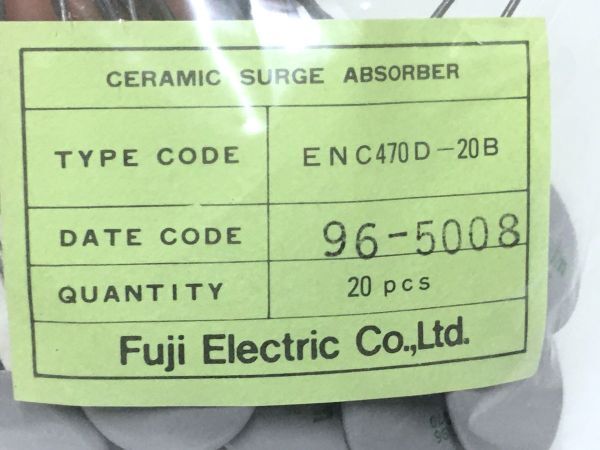 CERAMIC SURGE ABSORBER
TYPE CODE ENC470D-20B
DATE CODE 96-5008
QUANTITY 20 pcs
Fuji Electric Co.,Ltd.